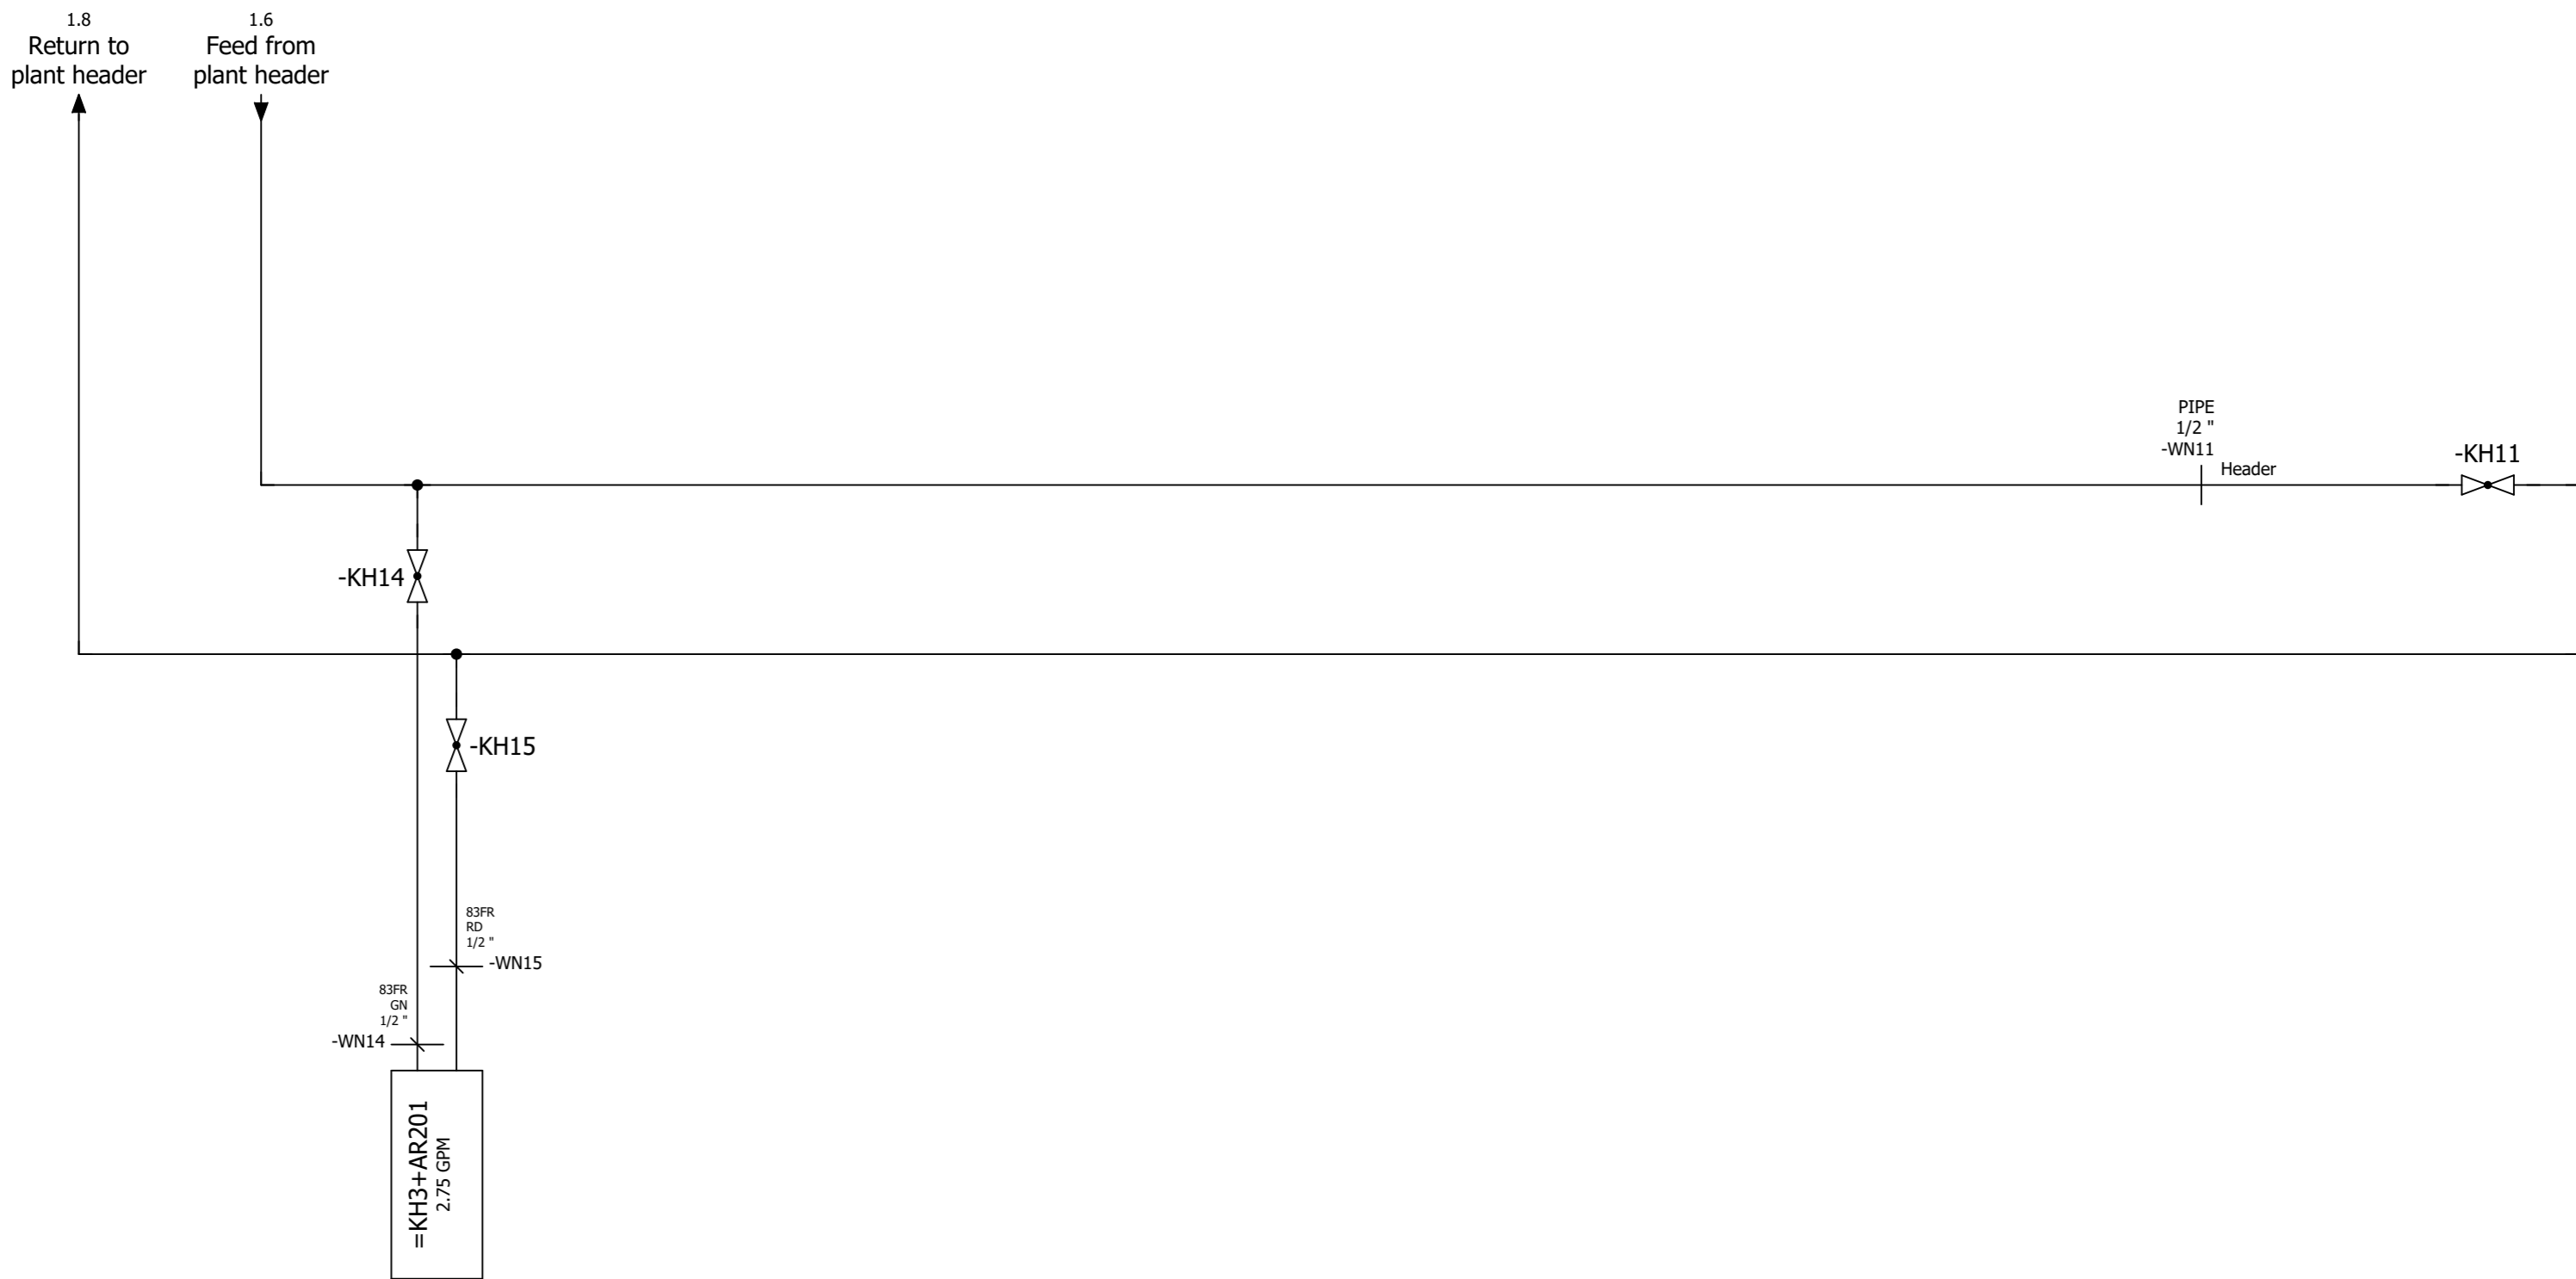 1.8
Return to
plant header
1.6
Feed from
plant header
PIPE
1/2 "
-WN11
Header
-KH11
-KH14
-KH15
83FR
RD
1/2 "
-WN15
83FR
GN
1/2 "
-WN14
=KH3+AR201
2.75 GPM